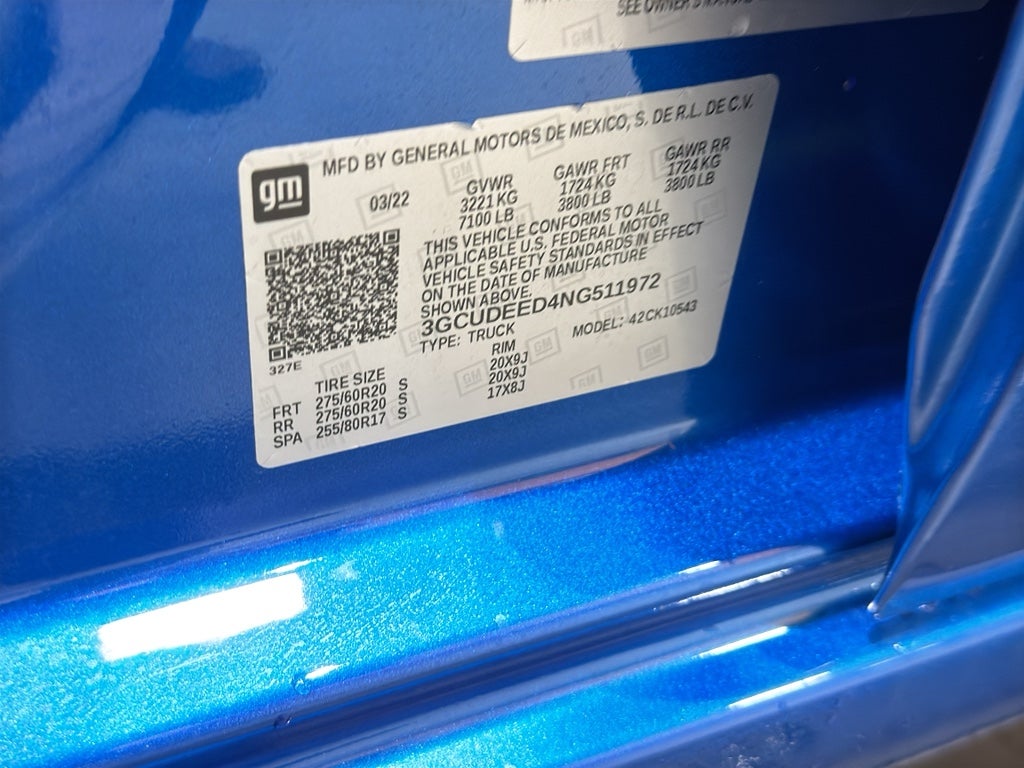 SEE OWNER'S MANUAL
MFD BY GENERAL MOTORS DE MEXICO, S. DE R.L. DE C.V.
gm
03/22
GVWR
3221 KG
7100 LB
GAWR FRT
1724 KG
3800 LB
GAWR RR
1724 KG
3800 LB
THIS VEHICLE CONFORMS TO ALL
APPLICABLE U.S. FEDERAL MOTOR
VEHICLE SAFETY STANDARDS IN EFFECT
ON THE DATE OF MANUFACTURE
SHOWN ABOVE.
3GCUDEED4NG511972
TYPE: TRUCK MODEL: 42CK10543
327E
TIRE SIZE RIM
FRT 275/60R20 S 20X9J
RR 275/60R20 S 20X9J
SPA 255/80R17 S 17X8J